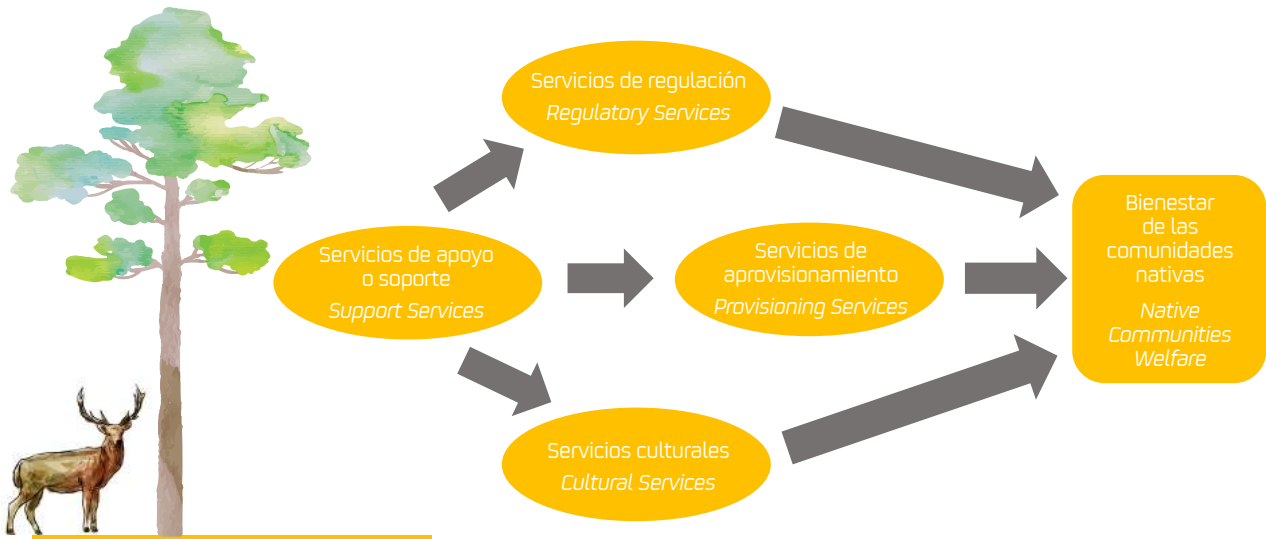 Servicios de regulación
Regulatory Services
Servicios de apoyo
o soporte
Support Services
Servicios de
aprovisionamiento
Provisioning Services
Servicios culturales
Cultural Services
Bienestar
de las
comunidades
nativas
Native
Communities
Welfare